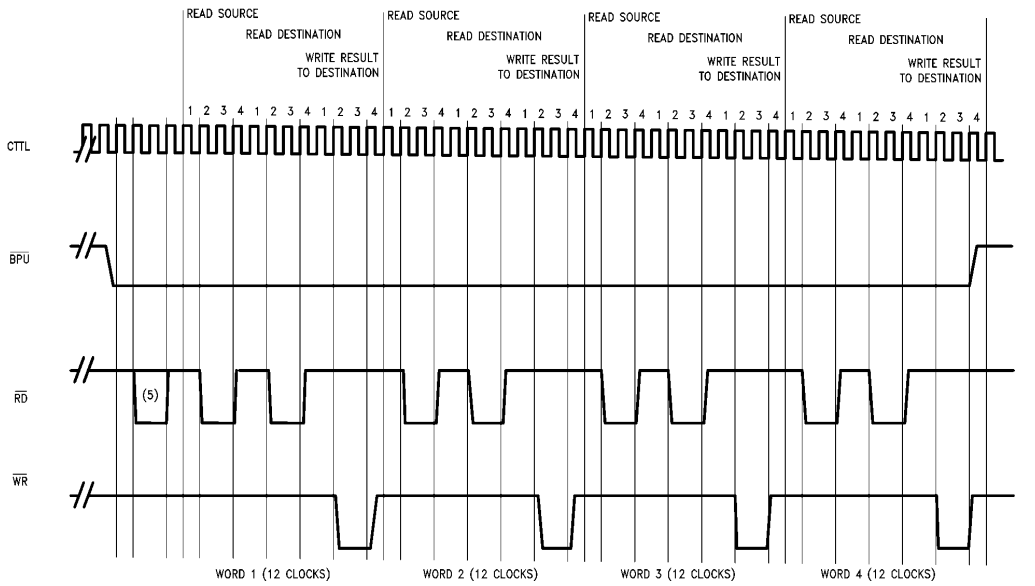 READ SOURCE READ SOURCE READ SOURCE READ SOURCE
READ DESTINATION READ DESTINATION READ DESTINATION READ DESTINATION
WRITE RESULT WRITE RESULT WRITE RESULT WRITE RESULT
TO DESTINATION TO DESTINATION TO DESTINATION TO DESTINATION
1 2 3 4 1 2 3 4 1 2 3 4 1 2 3 4 1 2 3 4 1 2 3 4 1 2 3 4 1 2 3 4 1 2 3 4 1 2 3 4 1 2 3 4 1 2 3 4
CTTL
BPU
(5)
RD
WR
WORD 1 (12 CLOCKS) WORD 2 (12 CLOCKS) WORD 3 (12 CLOCKS) WORD 4 (12 CLOCKS)